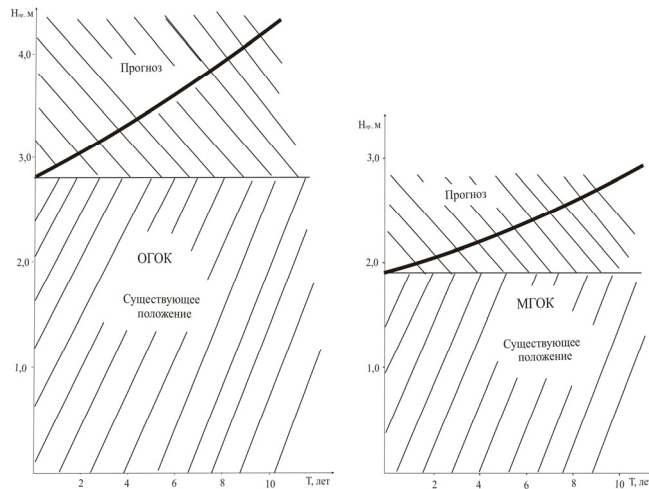 Нпр, м
4,0
Прогноз
3,0
2,0
ОГОК
Существующее
положение
1,0
2 4 6 8 10 Т, лет
Нпр, м
3,0
Прогноз
2,0
МГОК
Существующее
положение
1,0
2 4 6 8 10 Т, лет